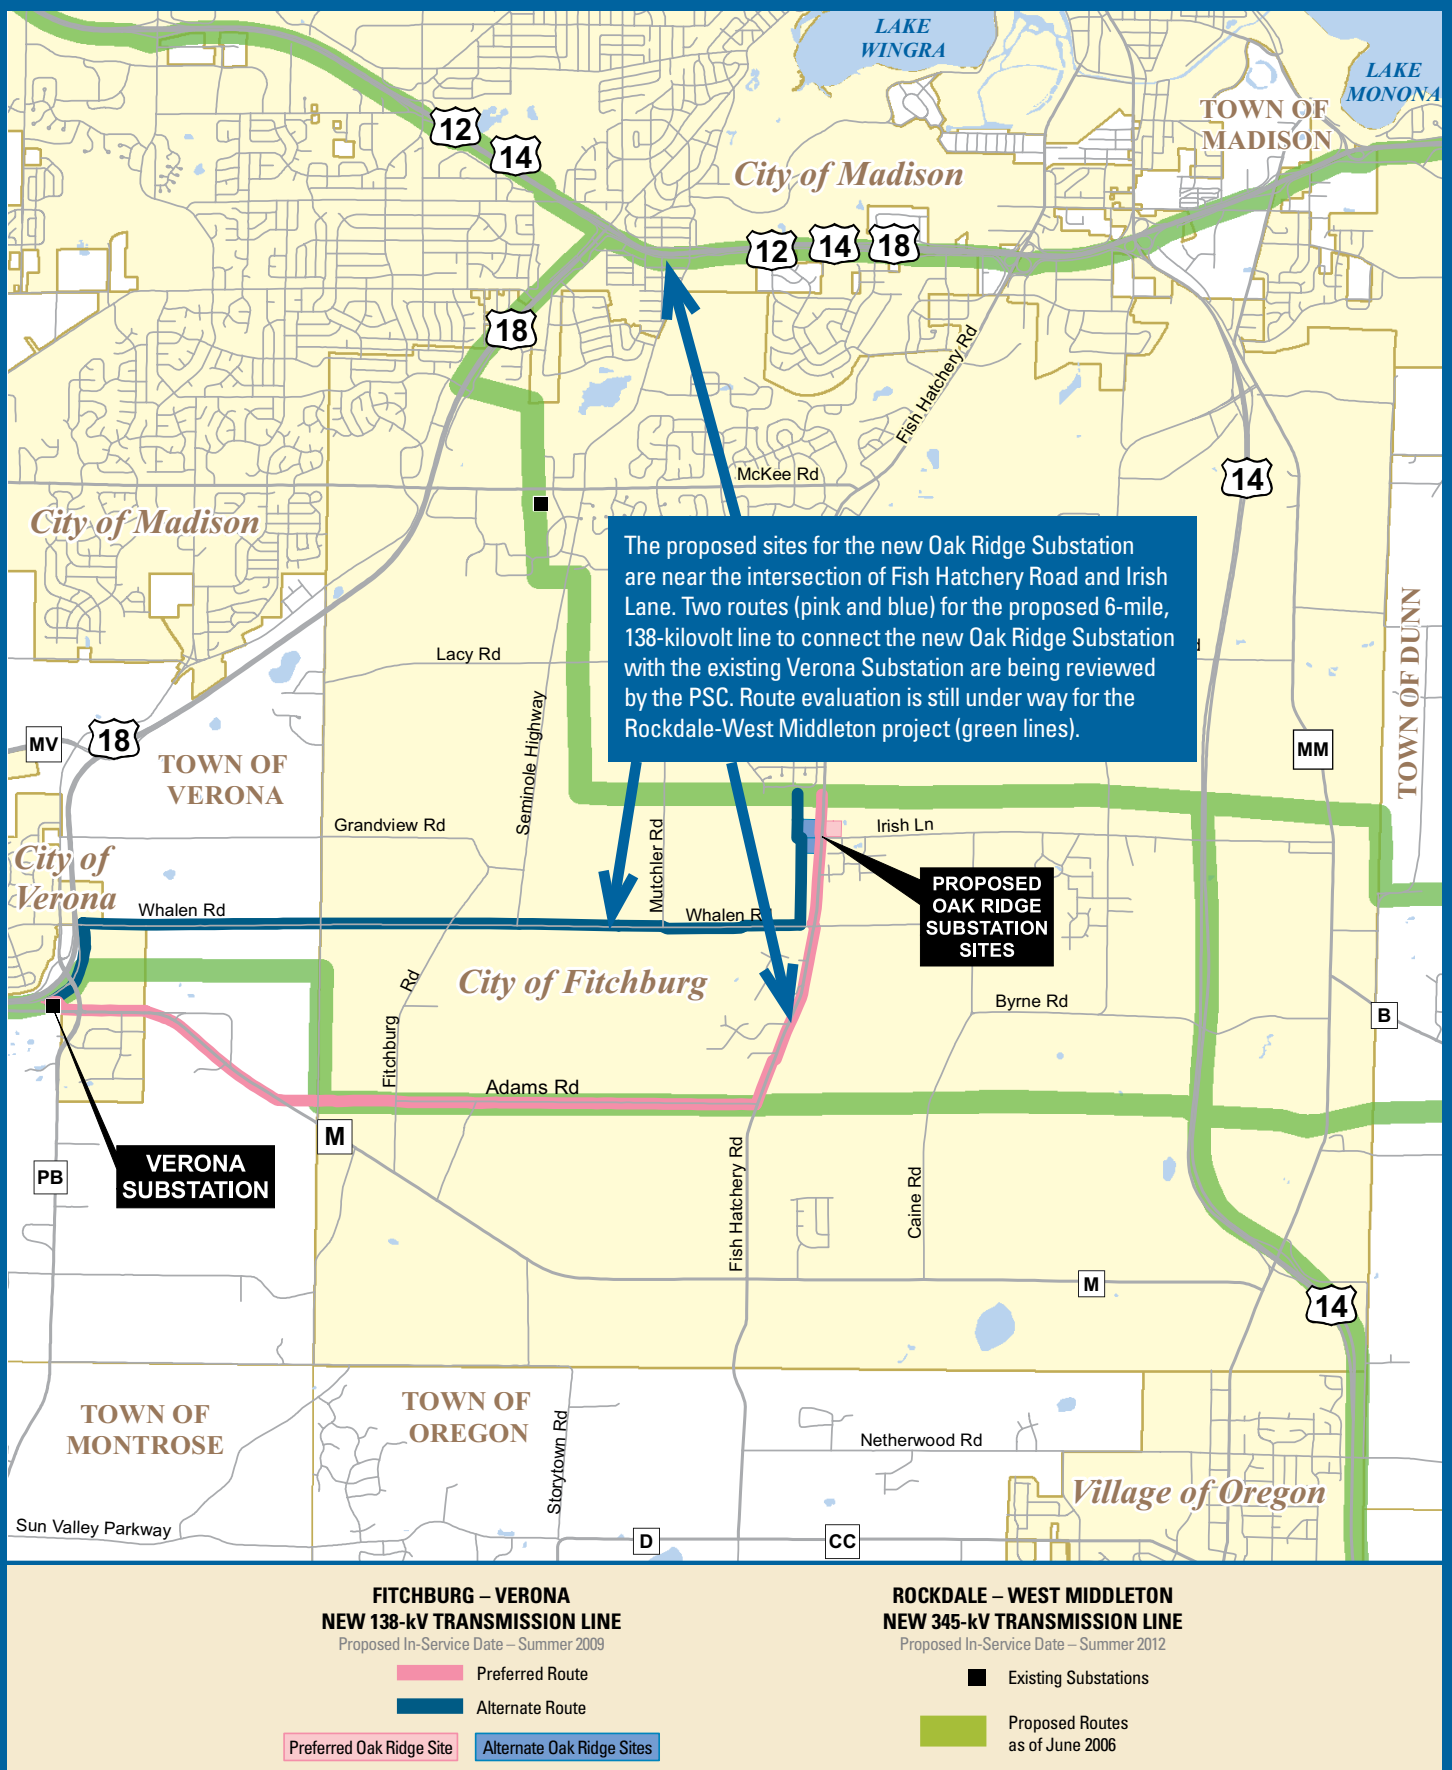 LAKE
WINGRA
LAKE
MONONA
TOWN OF
MADISON
12
14
City of Madison
12
14
18
18
Fish Hatchery Rd
McKee Rd
14
City of Madison
The proposed sites for the new Oak Ridge Substation
are near the intersection of Fish Hatchery Road and Irish
Lane. Two routes (pink and blue) for the proposed 6-mile,
138-kilovolt line to connect the new Oak Ridge Substation
with the existing Verona Substation are being reviewed
by the PSC. Route evaluation is still under way for the
Rockdale-West Middleton project (green lines).
TOWN OF DUNN
Lacy Rd
Seminole Highway
MV
18
MM
TOWN OF
VERONA
Grandview Rd
Mutchler Rd
Irish Ln
City of
Verona
PROPOSED
OAK RIDGE
SUBSTATION
SITES
Whalen Rd
Whalen Rd
City of Fitchburg
Fitchburg Rd
Byrne Rd
B
Adams Rd
M
VERONA
SUBSTATION
PB
Fish Hatchery Rd
Caine Rd
M
14
TOWN OF
MONTROSE
TOWN OF
OREGON
Storytown Rd
Netherwood Rd
Village of Oregon
Sun Valley Parkway
D
CC
FITCHBURG – VERONA
NEW 138-kV TRANSMISSION LINE
Proposed In-Service Date – Summer 2009
Preferred Route
Alternate Route
Preferred Oak Ridge Site
Alternate Oak Ridge Sites
ROCKDALE – WEST MIDDLETON
NEW 345-kV TRANSMISSION LINE
Proposed In-Service Date – Summer 2012
Existing Substations
Proposed Routes
as of June 2006